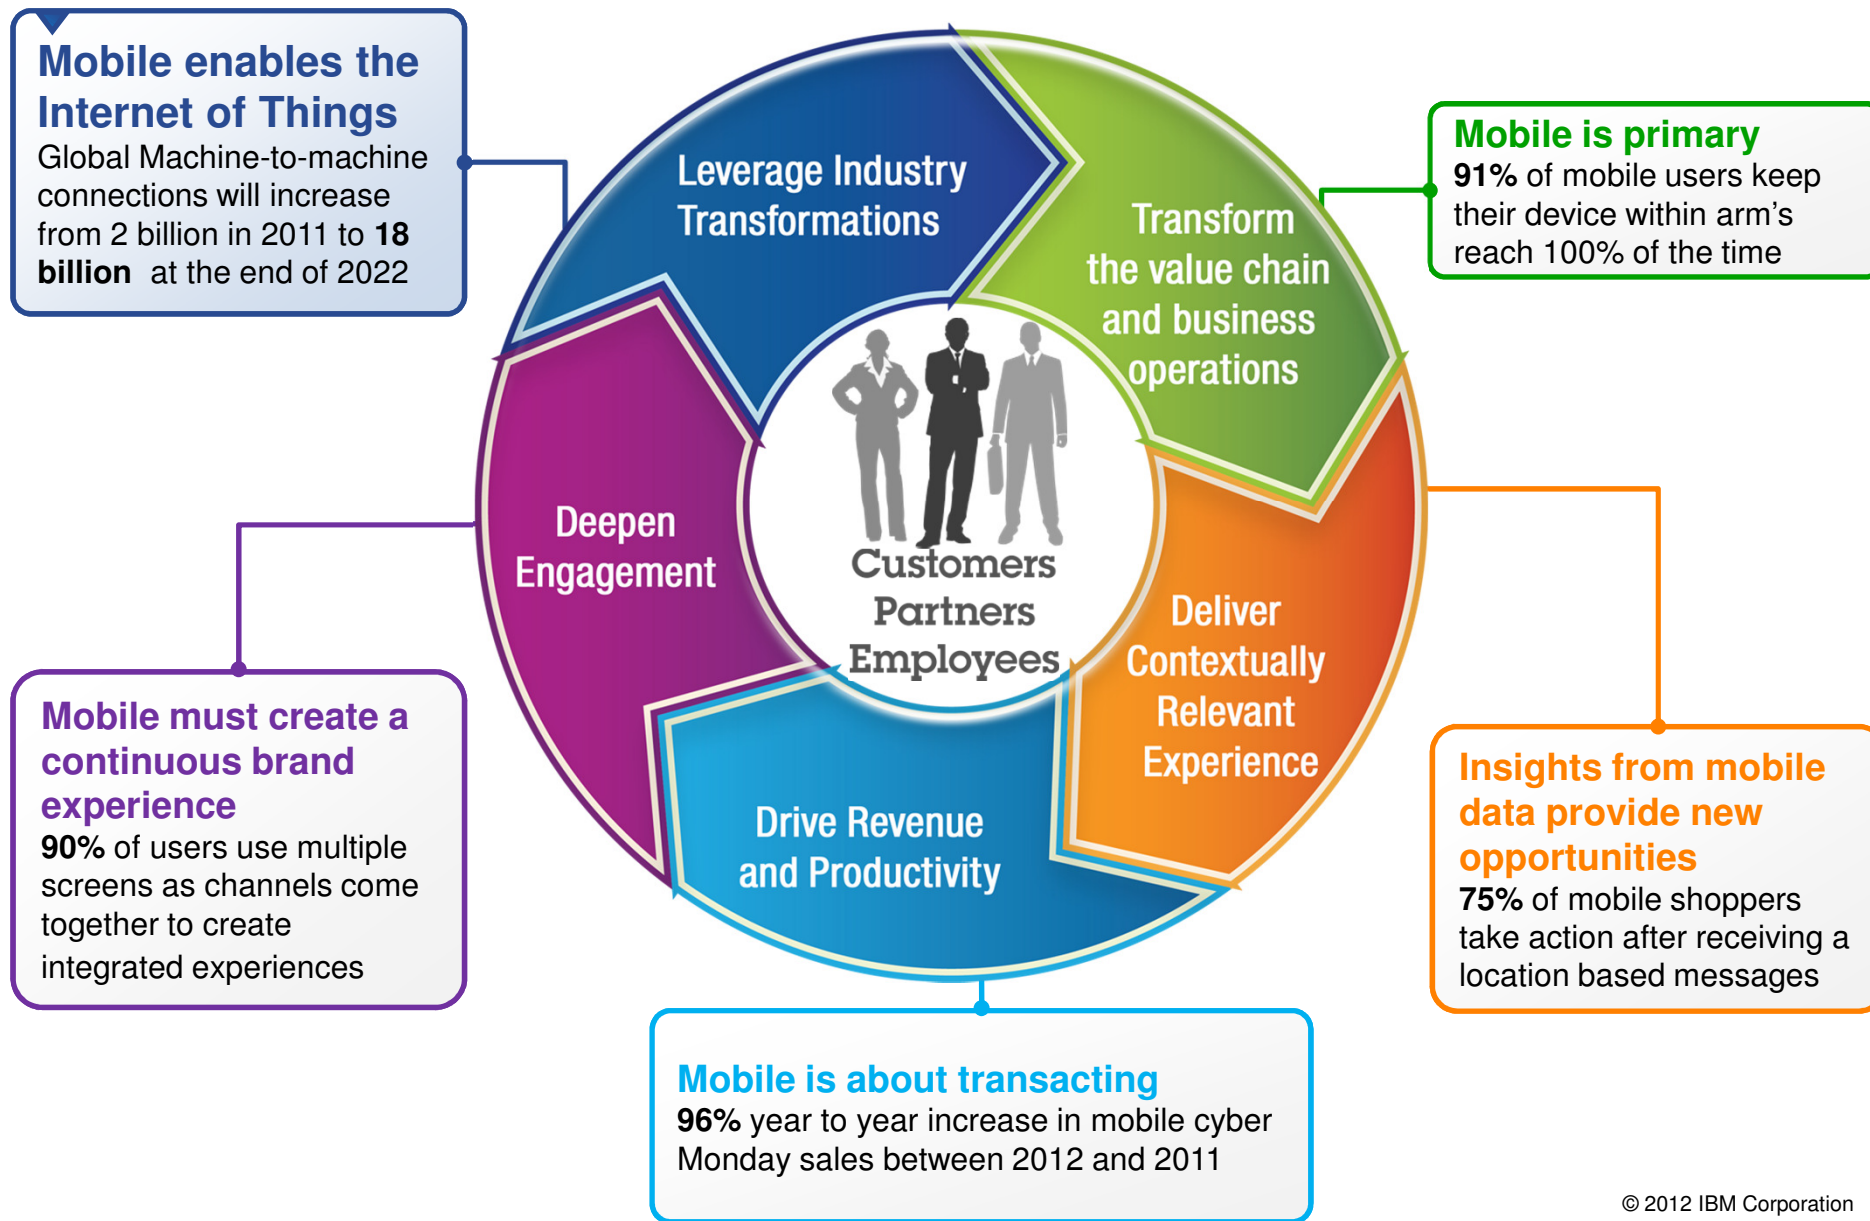 Mobile enables the
Internet of Things
Global Machine-to-machine
connections will increase
from 2 billion in 2011 to 18
billion at the end of 2022
Leverage Industry
Transformations
Transform
the value chain
and business
operations
Mobile is primary
91% of mobile users keep
their device within arm's
reach 100% of the time
Deepen
Engagement
Customers
Partners
Employees
Deliver
Contextually
Relevant
Experience
Drive Revenue
and Productivity
Mobile must create a
continuous brand
experience
90% of users use multiple
screens as channels come
together to create
integrated experiences
Insights from mobile
data provide new
opportunities
75% of mobile shoppers
take action after receiving a
location based messages
Mobile is about transacting
96% year to year increase in mobile cyber
Monday sales between 2012 and 2011
© 2012 IBM Corporation